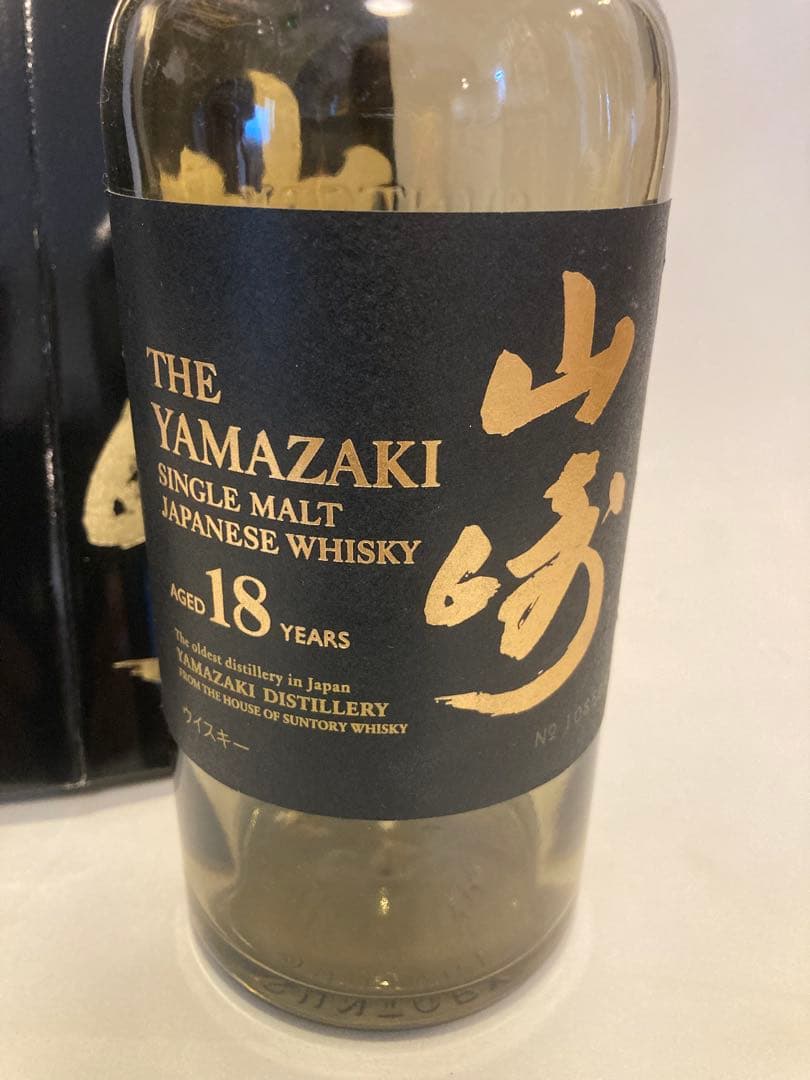 THE
YAMAZAKI
SINGLE MALT
JAPANESE WHISKY
AGED 18 YEARS
The oldest distillery in Japan
YAMAZAKI DISTILLERY
FROM THE HOUSE OF SUNTORY WHISKY
ウイスキー
山崎